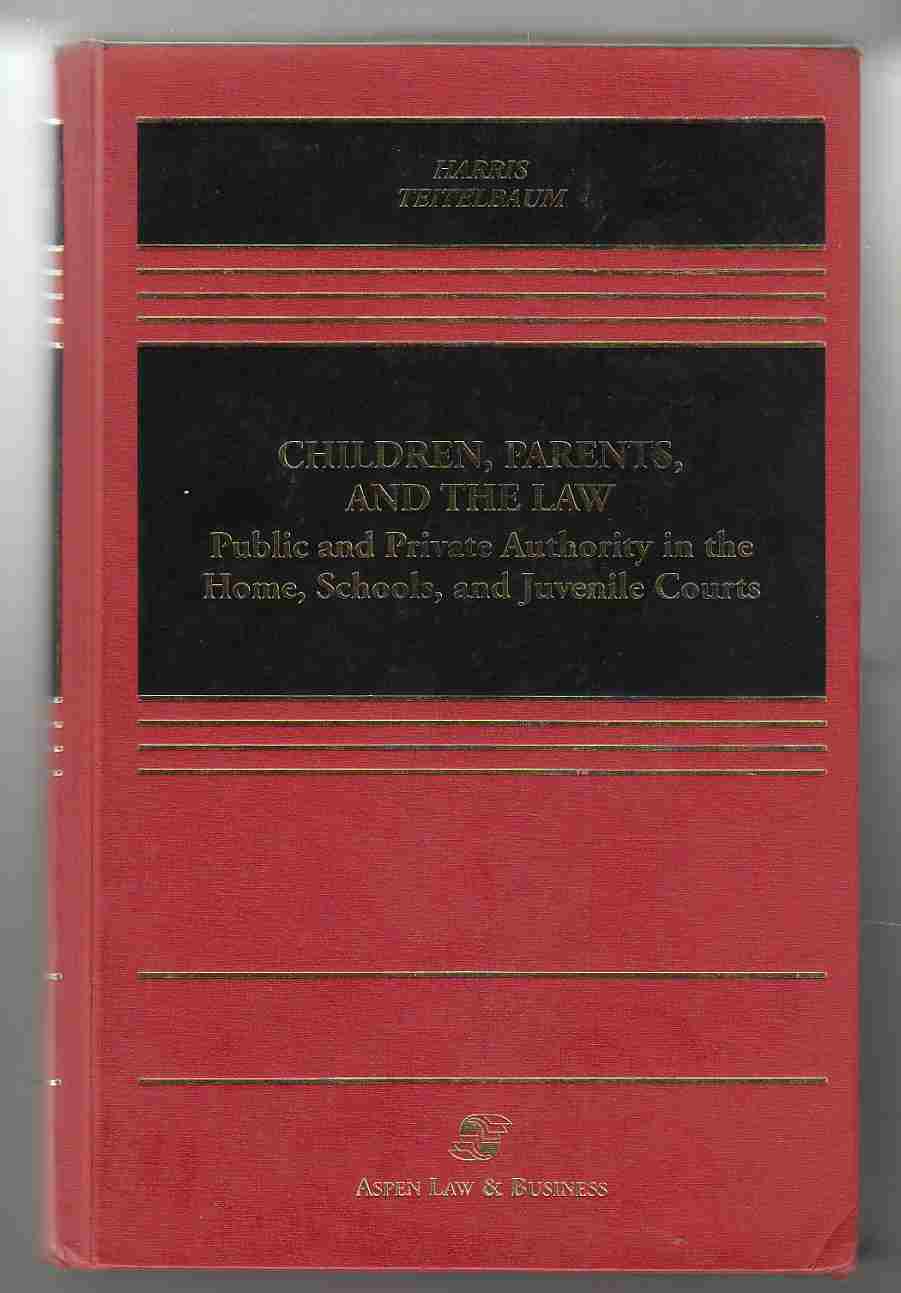 HARRIS
TEITELBAUM
CHILDREN, PARENTS,
AND THE LAW
Public and Private Authority in the
Home, Schools, and Juvenile Courts
ASPEN LAW & BUSINESS